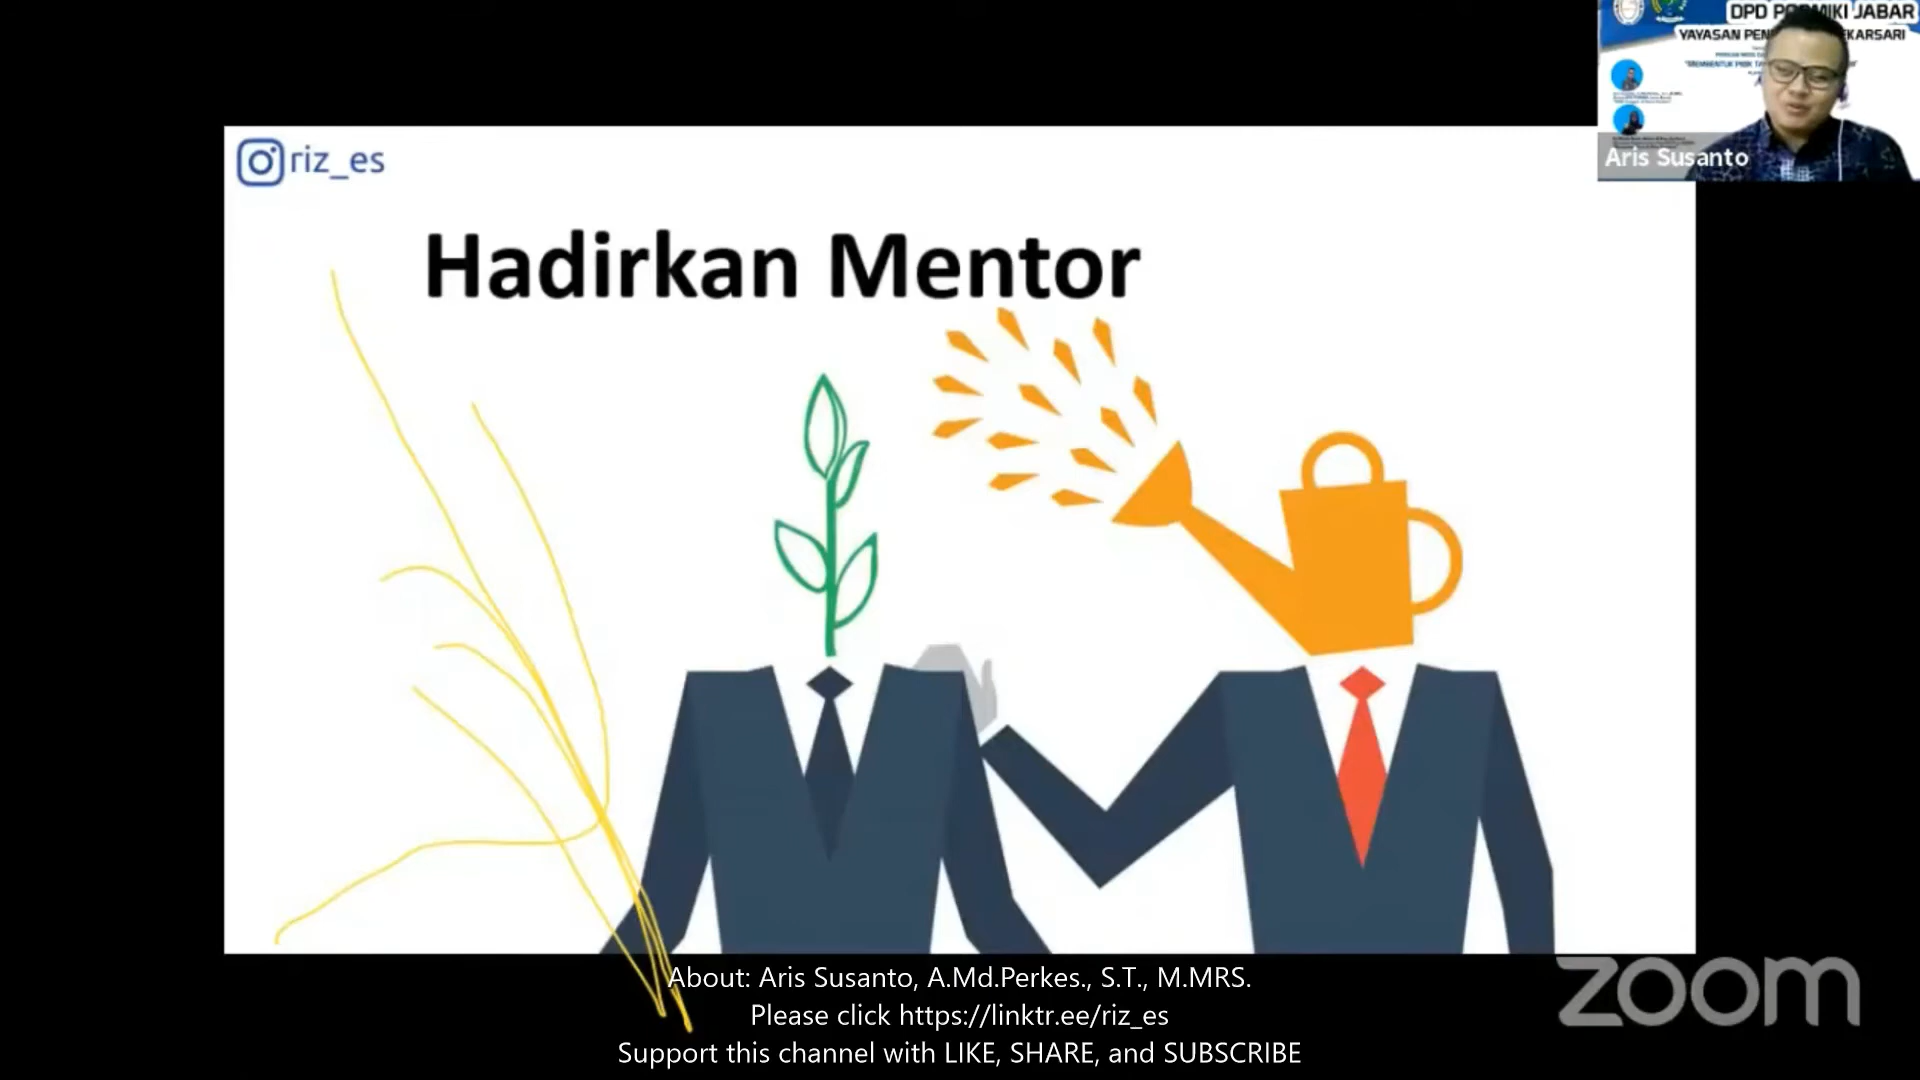 DPD PORMIKI JABAR
YAYASAN PEN EKARSARI
Aris Susanto
riz_es
Hadirkan Mentor
About: Aris Susanto, A.Md.Perkes., S.T., M.MRS.
Please click https://linktr.ee/riz_es
Support this channel with LIKE, SHARE, and SUBSCRIBE
zoom